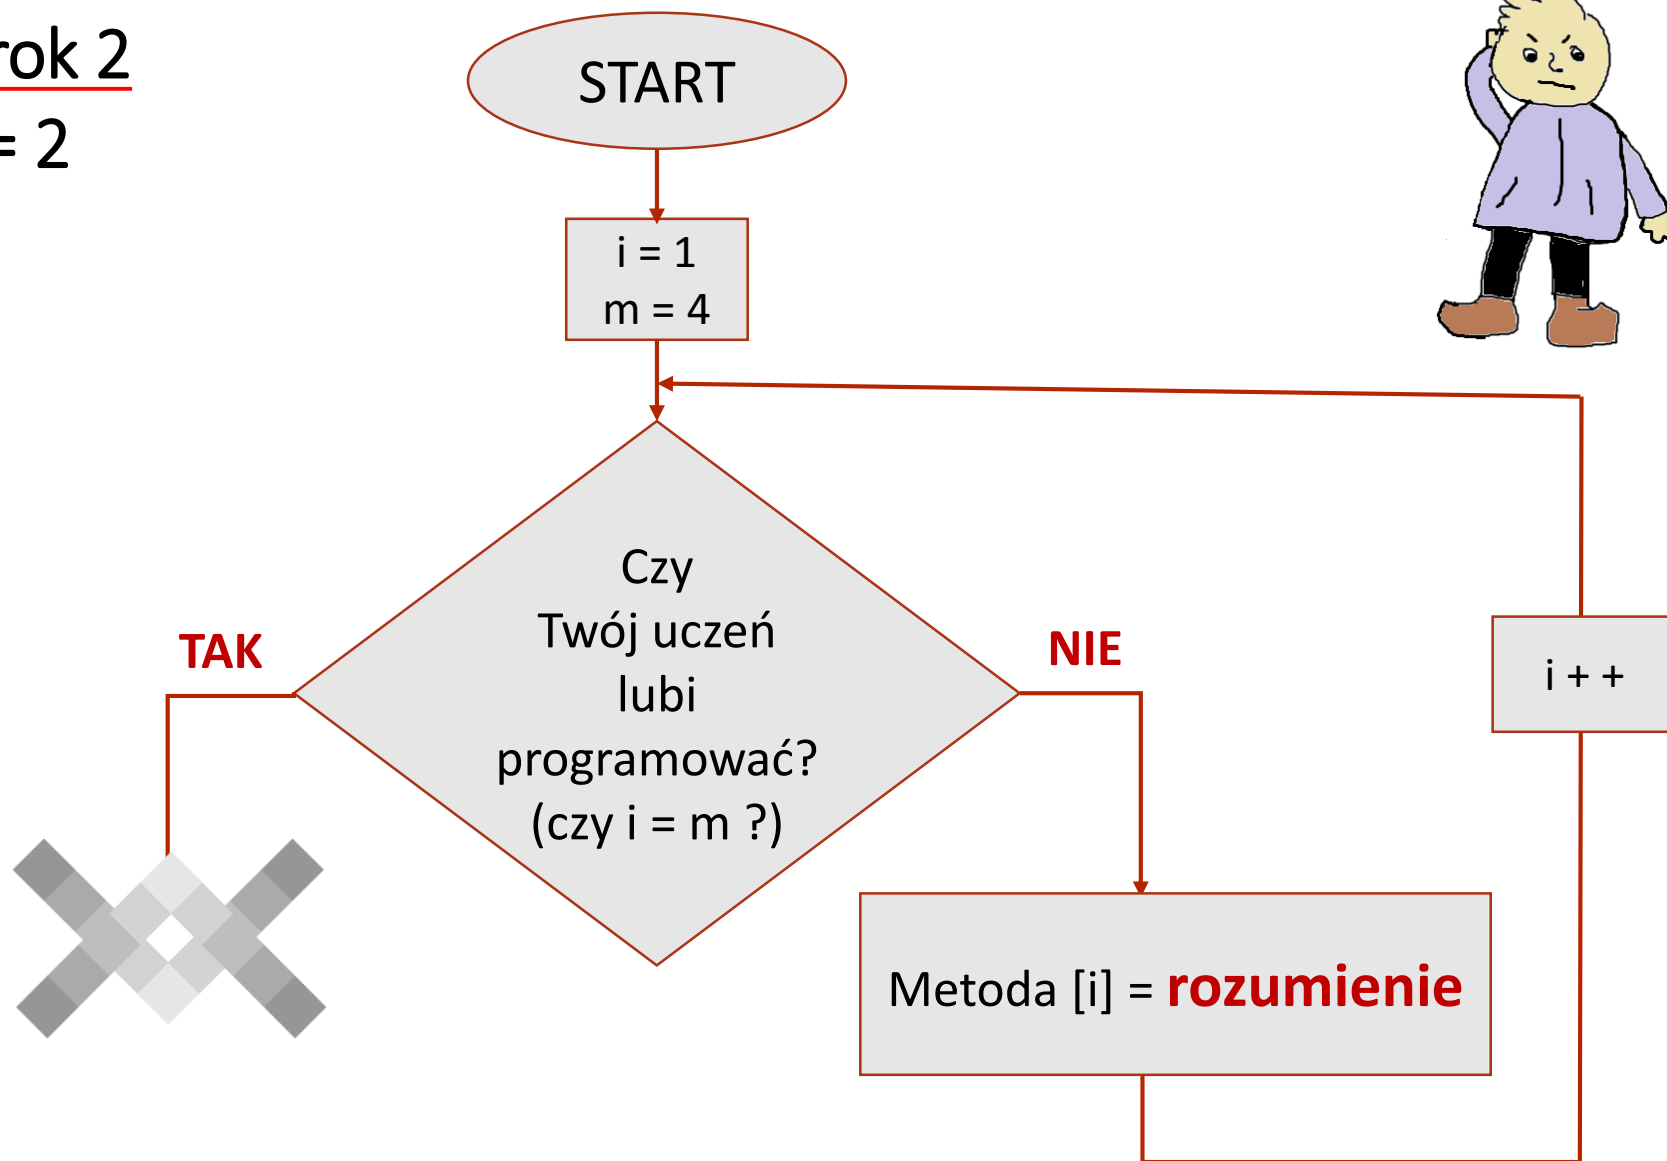 rok 2
= 2
START
i = 1
m = 4
Czy
Twój uczeń
lubi
programować?
(czy i = m ?)
TAK
NIE
i + +
Metoda [i] = rozumienie